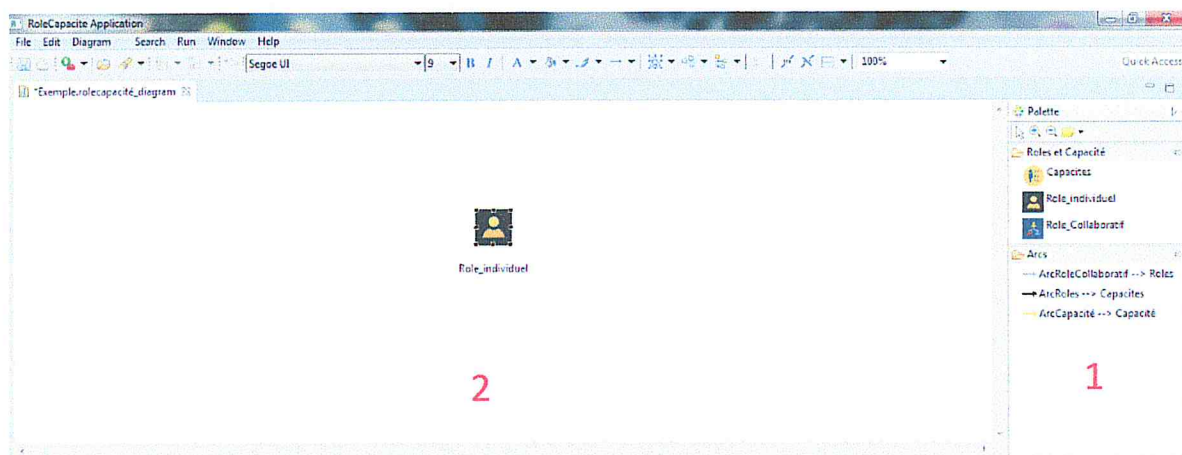 RoleCapacite Application
File Edit Diagram Search Run Window Help
Segoe UI 9 B I A 100% Quick Access
*Exemple.rolecapacité_diagram
Palette
Roles et Capacité
Capacites
Role_individuel
Role_Collaboratif
Arcs
ArcRoleCollaboratif --> Roles
ArcRoles --> Capacites
ArcCapacité --> Capacité
Role_individuel
2
1